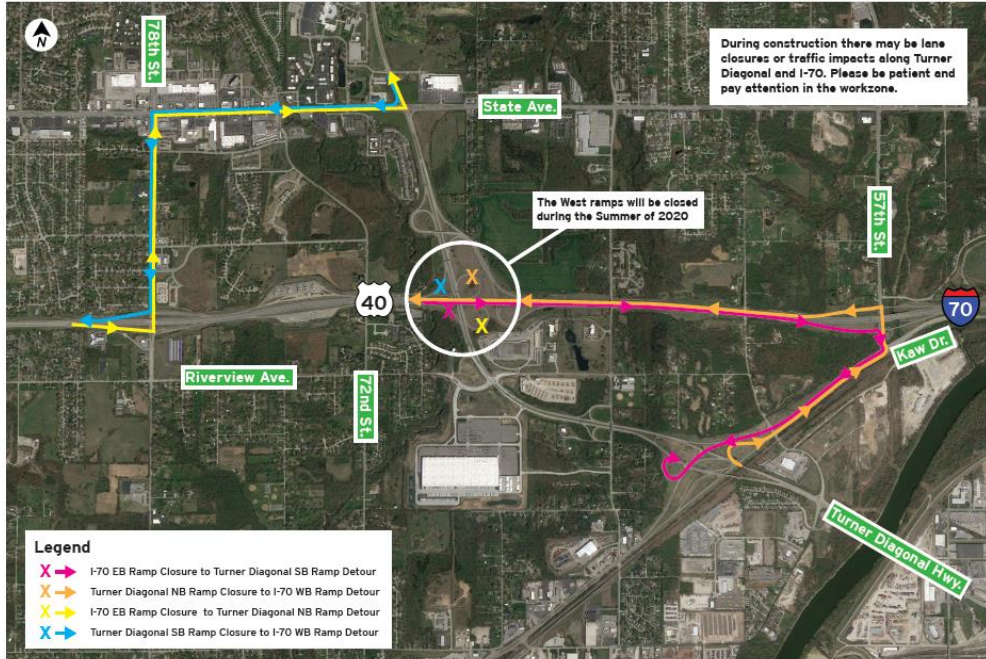 N
78th St.
During construction there may be lane
closures or traffic impacts along Turner
Diagonal and I-70. Please be patient and
pay attention in the workzone.
State Ave.
The West ramps will be closed
during the Summer of 2020
57th St.
X
X
X
X
40
70
Kaw Dr.
Riverview Ave.
72nd St.
Turner Diagonal Hwy.
Legend
X I-70 EB Ramp Closure to Turner Diagonal SB Ramp Detour
X Turner Diagonal NB Ramp Closure to I-70 WB Ramp Detour
X I-70 EB Ramp Closure to Turner Diagonal NB Ramp Detour
X Turner Diagonal SB Ramp Closure to I-70 WB Ramp Detour